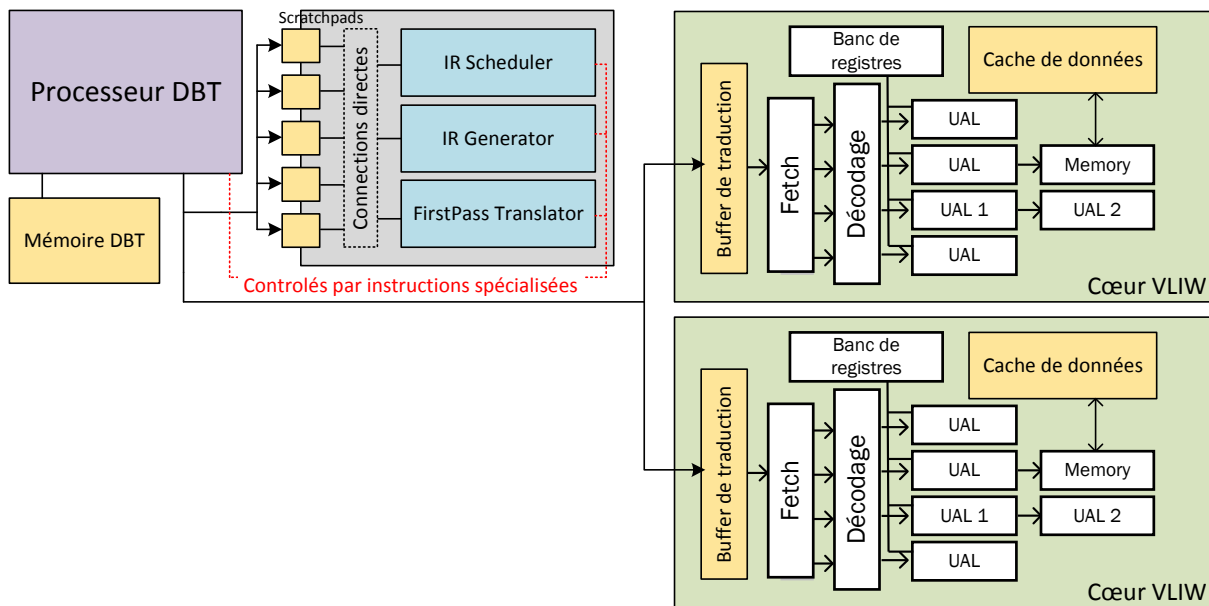 Scratchpads
Processeur DBT
Mémoire DBT
Connections directes
IR Scheduler
IR Generator
FirstPass Translator
Controlés par instructions spécialisées
Banc de
registres
Cache de données
Buffer de traduction
Fetch
Décodage
UAL
UAL
Memory
UAL 1
UAL 2
UAL
Cœur VLIW
Banc de
registres
Cache de données
Buffer de traduction
Fetch
Décodage
UAL
UAL
Memory
UAL 1
UAL 2
UAL
Cœur VLIW